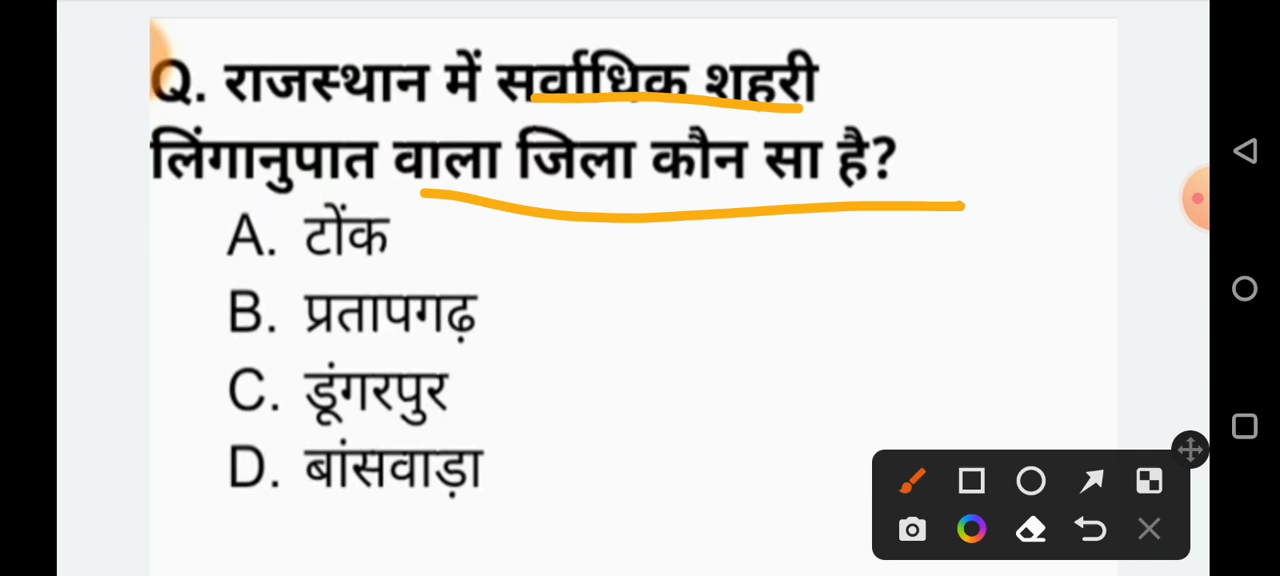 Q. राजस्थान में सर्वाधिक शहरी
लिंगानुपात वाला जिला कौन सा है?
A. टोंक
B. प्रतापगढ़
C. डूंगरपुर
D. बांसवाड़ा